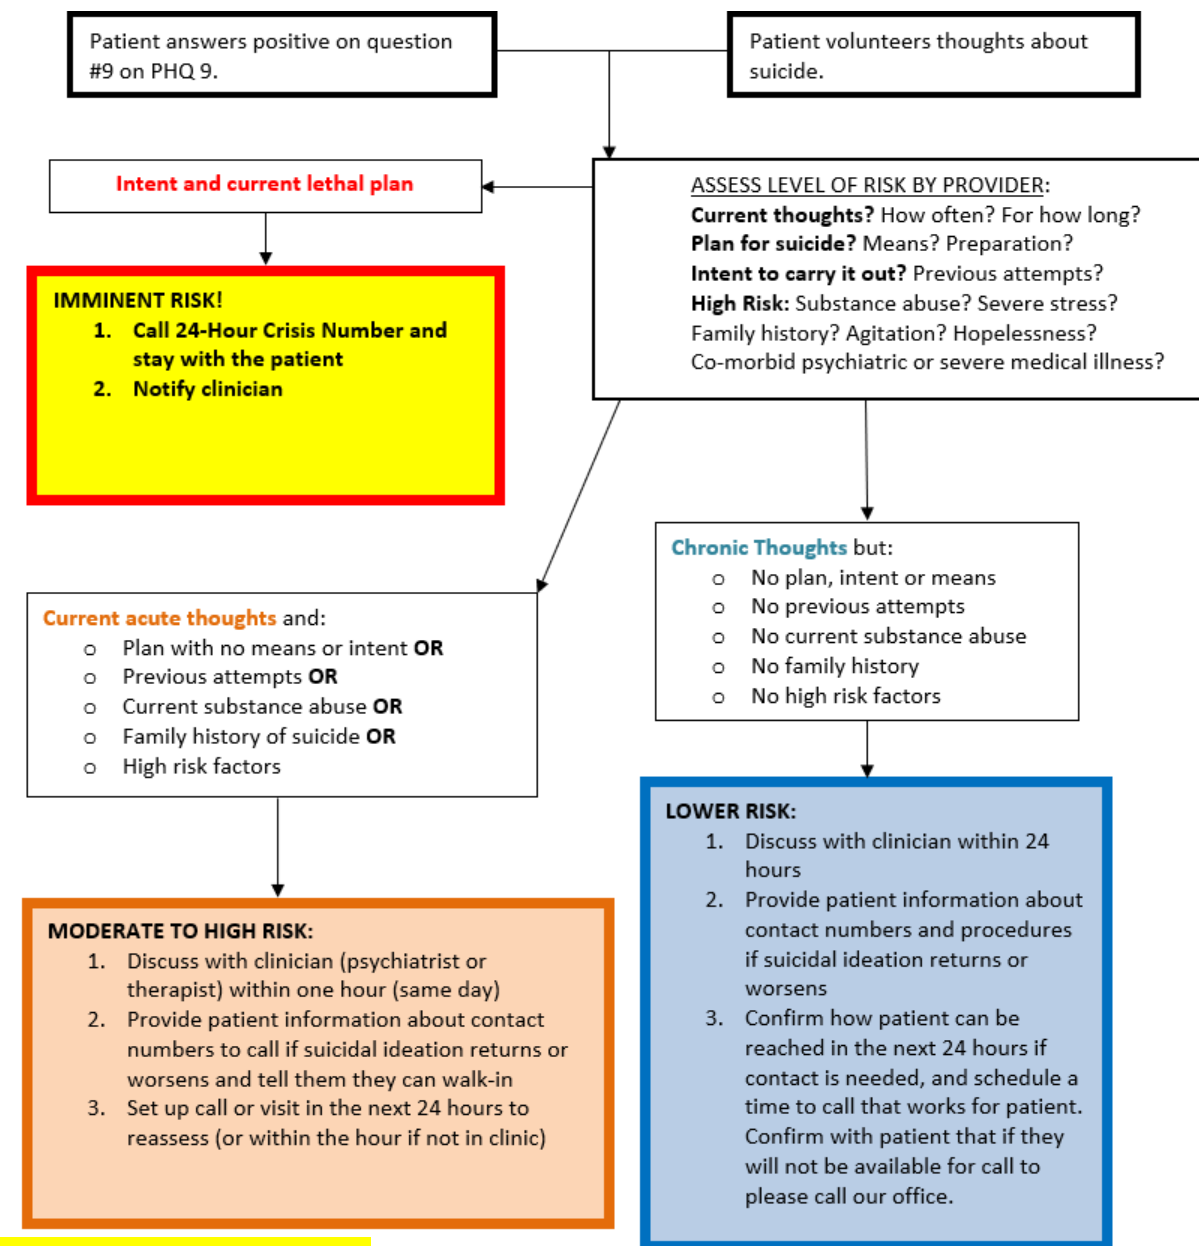 Patient answers positive on question
#9 on PHQ 9.
Patient volunteers thoughts about
suicide.
Intent and current lethal plan
ASSESS LEVEL OF RISK BY PROVIDER:
Current thoughts? How often? For how long?
Plan for suicide? Means? Preparation?
Intent to carry it out? Previous attempts?
High Risk: Substance abuse? Severe stress?
Family history? Agitation? Hopelessness?
Co-morbid psychiatric or severe medical illness?
IMMINENT RISK!
1. Call 24-Hour Crisis Number and
stay with the patient
2. Notify clinician
Current acute thoughts and:
o Plan with no means or intent OR
o Previous attempts OR
o Current substance abuse OR
o Family history of suicide OR
o High risk factors
Chronic Thoughts but:
o No plan, intent or means
o No previous attempts
o No current substance abuse
o No family history
o No high risk factors
MODERATE TO HIGH RISK:
1. Discuss with clinician (psychiatrist or
therapist) within one hour (same day)
2. Provide patient information about contact
numbers to call if suicidal ideation returns or
worsens and tell them they can walk-in
3. Set up call or visit in the next 24 hours to
reassess (or within the hour if not in clinic)
LOWER RISK:
1. Discuss with clinician within 24
hours
2. Provide patient information about
contact numbers and procedures
if suicidal ideation returns or
worsens
3. Confirm how patient can be
reached in the next 24 hours if
contact is needed, and schedule a
time to call that works for patient.
Confirm with patient that if they
will not be available for call to
please call our office.